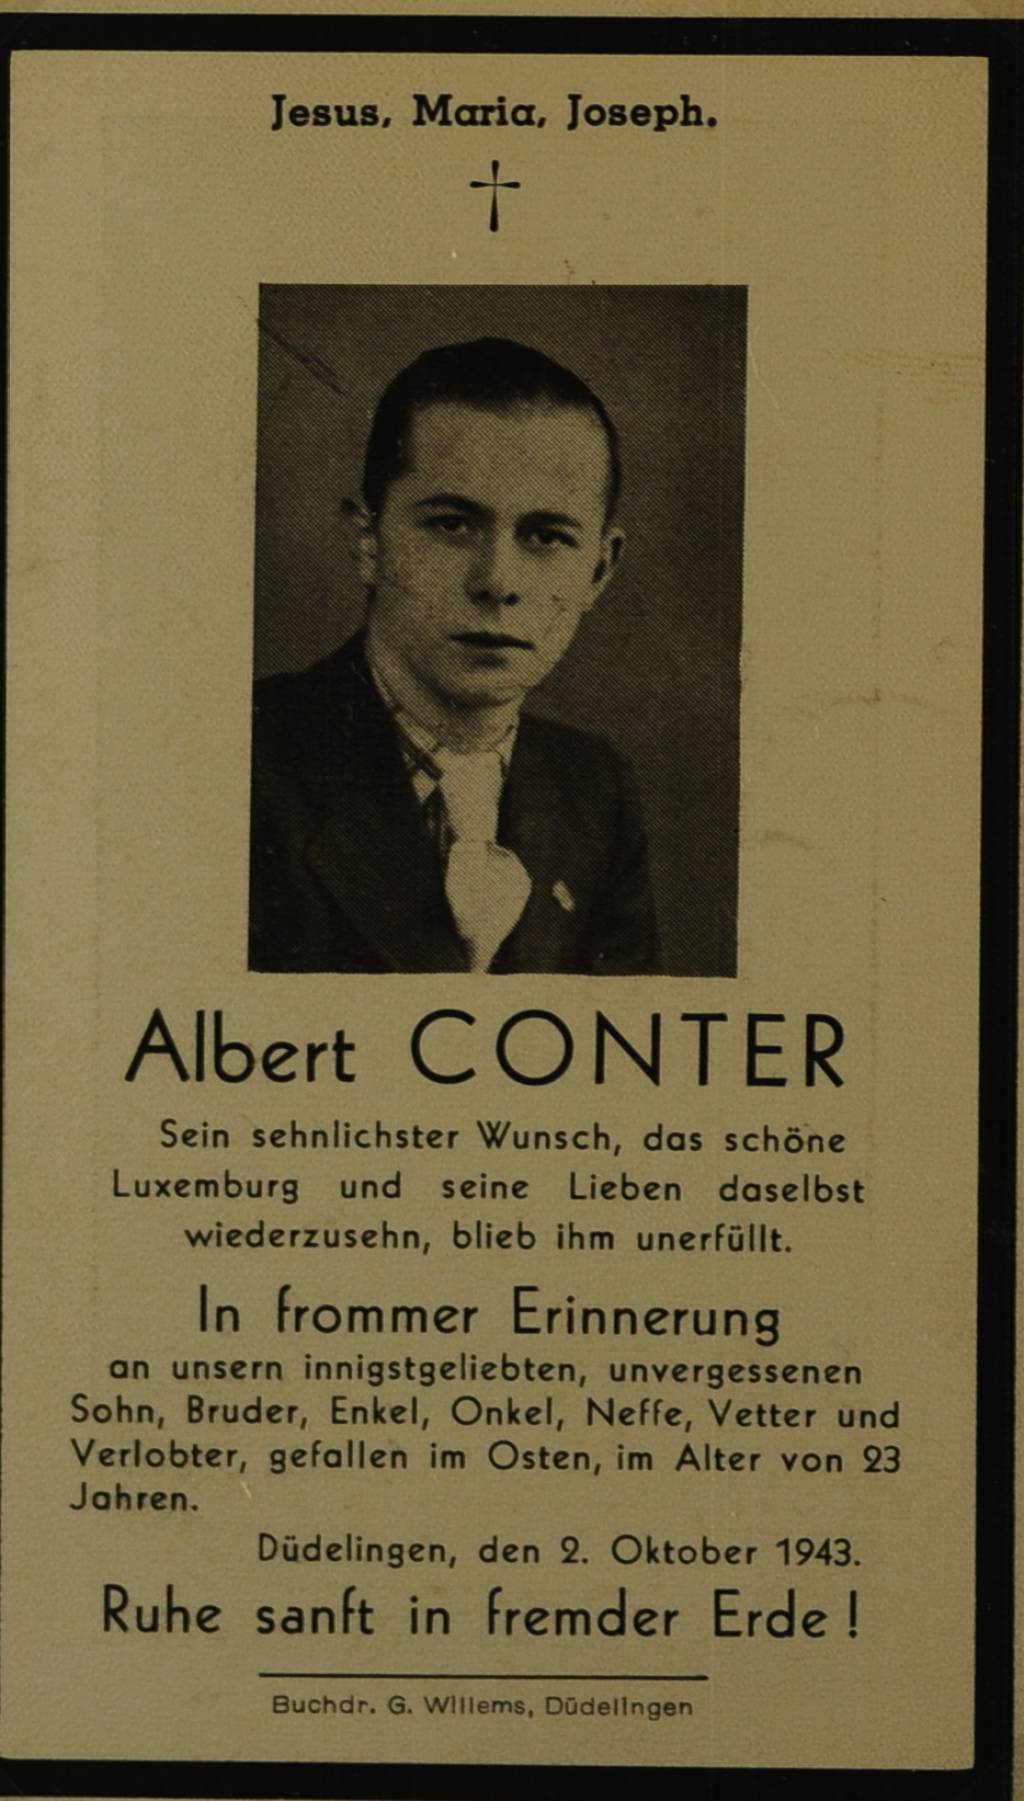 Jesus, Maria, Joseph.
Albert CONTER
Sein sehnlichster Wunsch, das schöne
Luxemburg und seine Lieben daselbst
wiederzusehn, blieb ihm unerfüllt.
In frommer Erinnerung
an unsern innigstgeliebten, unvergessenen
Sohn, Bruder, Enkel, Onkel, Neffe, Vetter und
Verlobter, gefallen im Osten, im Alter von 23
Jahren.
Düdelingen, den 2. Oktober 1943.
Ruhe sanft in fremder Erde !
Buchdr. G. Willems, Düdelingen